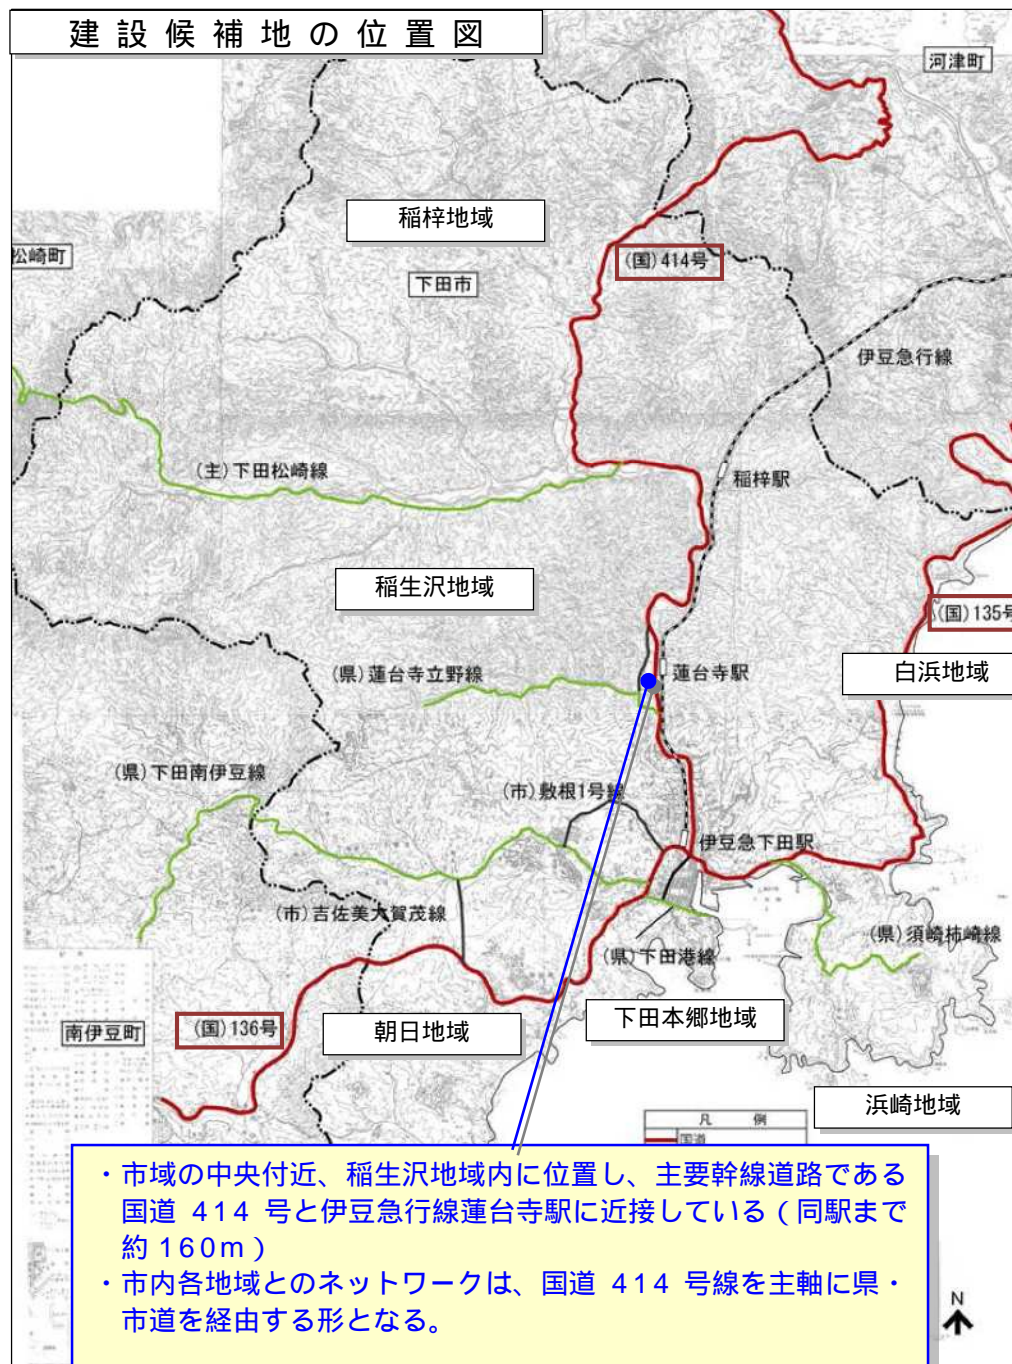 建設候補地の位置図
河津町
稲梓地域
松崎町
(国)414号
下田市
伊豆急行線
(主)下田松崎線
稲梓駅
稲生沢地域
(国)135号
(県)蓮台寺立野線
蓮台寺駅
白浜地域
(県)下田南伊豆線
(市)敷根1号線
伊豆急下田駅
(市)吉佐美大賀茂線
(県)須崎柿崎線
(県)下田港線
下田本郷地域
(国)136号
南伊豆町
朝日地域
浜崎地域
凡 例
国道
・市域の中央付近、稲生沢地域内に位置し、主要幹線道路である
国道 414 号と伊豆急行線蓮台寺駅に近接している(同駅まで
約160m)
・市内各地域とのネットワークは、国道 414 号線を主軸に県・
市道を経由する形となる。
N